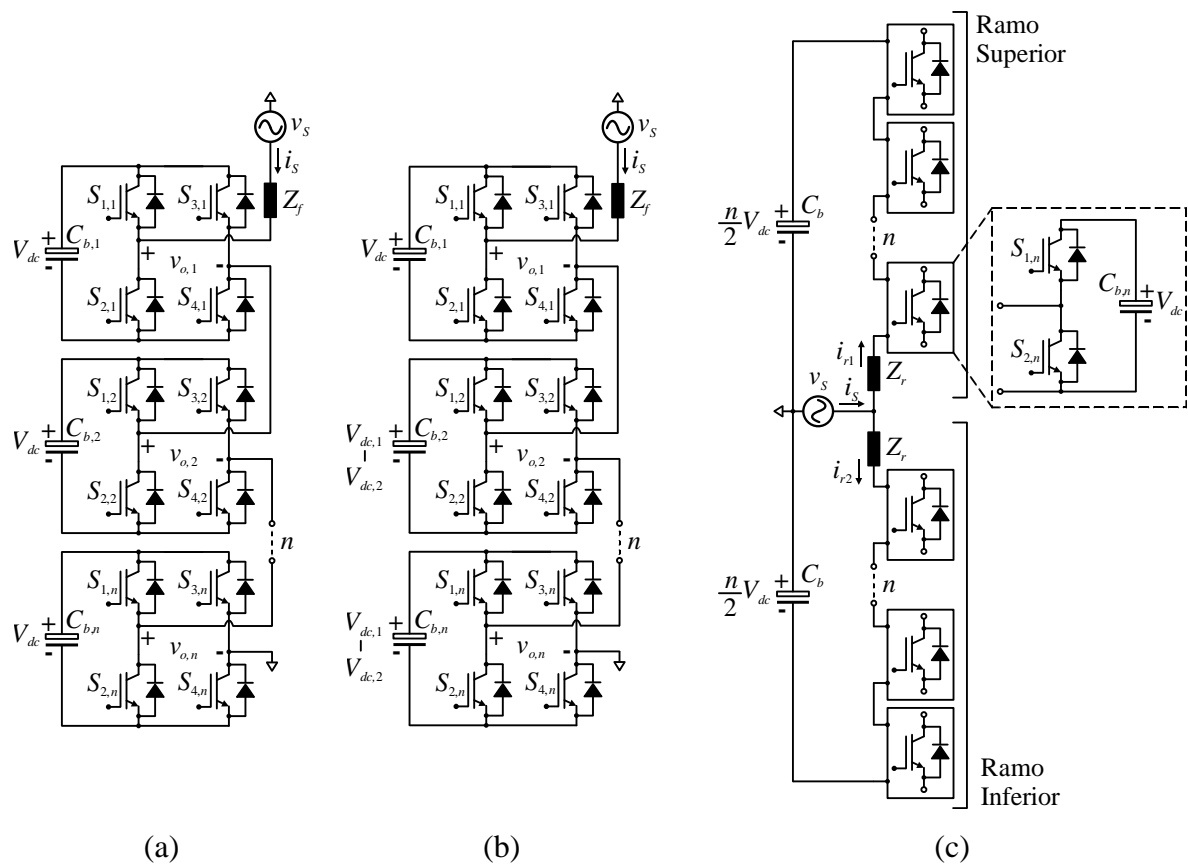 v_S
i_S
Z_f
S_{1,1}
S_{3,1}
+
V_{dc}
-
C_{b,1}
+
v_{o,1}
-
S_{2,1}
S_{4,1}
S_{1,2}
S_{3,2}
+
V_{dc}
-
C_{b,2}
+
v_{o,2}
-
S_{2,2}
S_{4,2}
n
S_{1,n}
S_{3,n}
+
V_{dc}
-
C_{b,n}
+
v_{o,n}
-
S_{2,n}
S_{4,n}
(a)
v_S
i_S
Z_f
S_{1,1}
S_{3,1}
+
V_{dc}
-
C_{b,1}
+
v_{o,1}
-
S_{2,1}
S_{4,1}
S_{1,2}
S_{3,2}
V_{dc,1}
–
V_{dc,2}
+
-
C_{b,2}
+
v_{o,2}
-
S_{2,2}
S_{4,2}
n
S_{1,n}
S_{3,n}
V_{dc,1}
–
V_{dc,2}
+
-
C_{b,n}
+
v_{o,n}
-
S_{2,n}
S_{4,n}
(b)
Ramo
Superior
n/2 V_{dc}
+
-
C_b
n
S_{1,n}
C_{b,n}
+
V_{dc}
-
S_{2,n}
i_{r1}
Z_r
v_S
i_S
Z_r
i_{r2}
n/2 V_{dc}
+
-
C_b
n
Ramo
Inferior
(c)